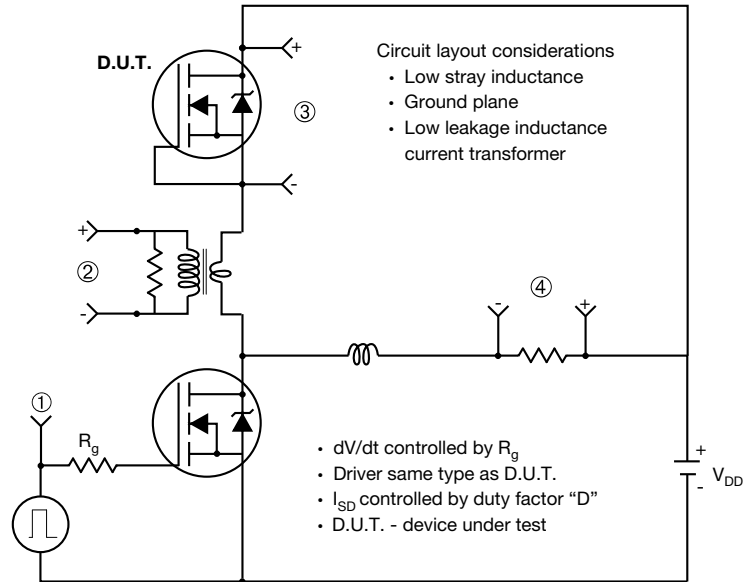 D.U.T.
+
Circuit layout considerations
• Low stray inductance
• Ground plane
• Low leakage inductance
current transformer
③
-
+
②
-
④
-
+
①
R_g
• dV/dt controlled by R_g
• Driver same type as D.U.T.
• I_SD controlled by duty factor “D”
• D.U.T. - device under test
+
V_DD
-